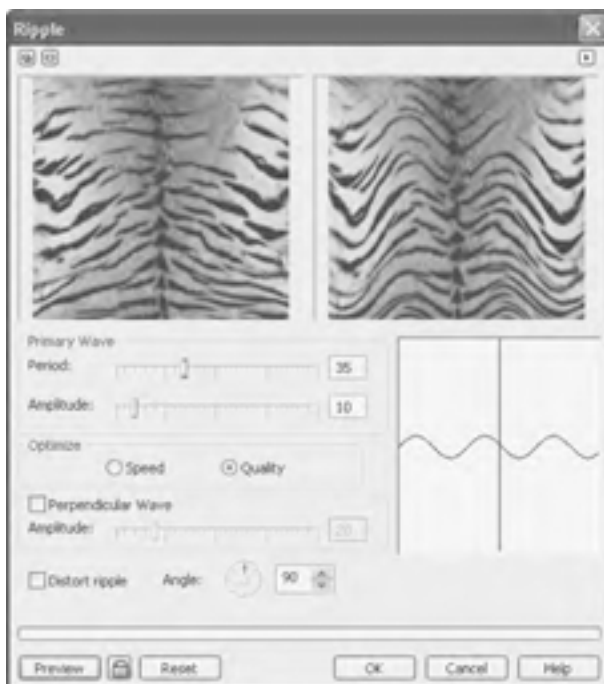 Ripple
Primary Wave
Period: 35
Amplitude: 10
Optimize
Speed Quality
Perpendicular Wave
Amplitude: 20
Distort ripple Angle: 90
Preview Reset OK Cancel Help